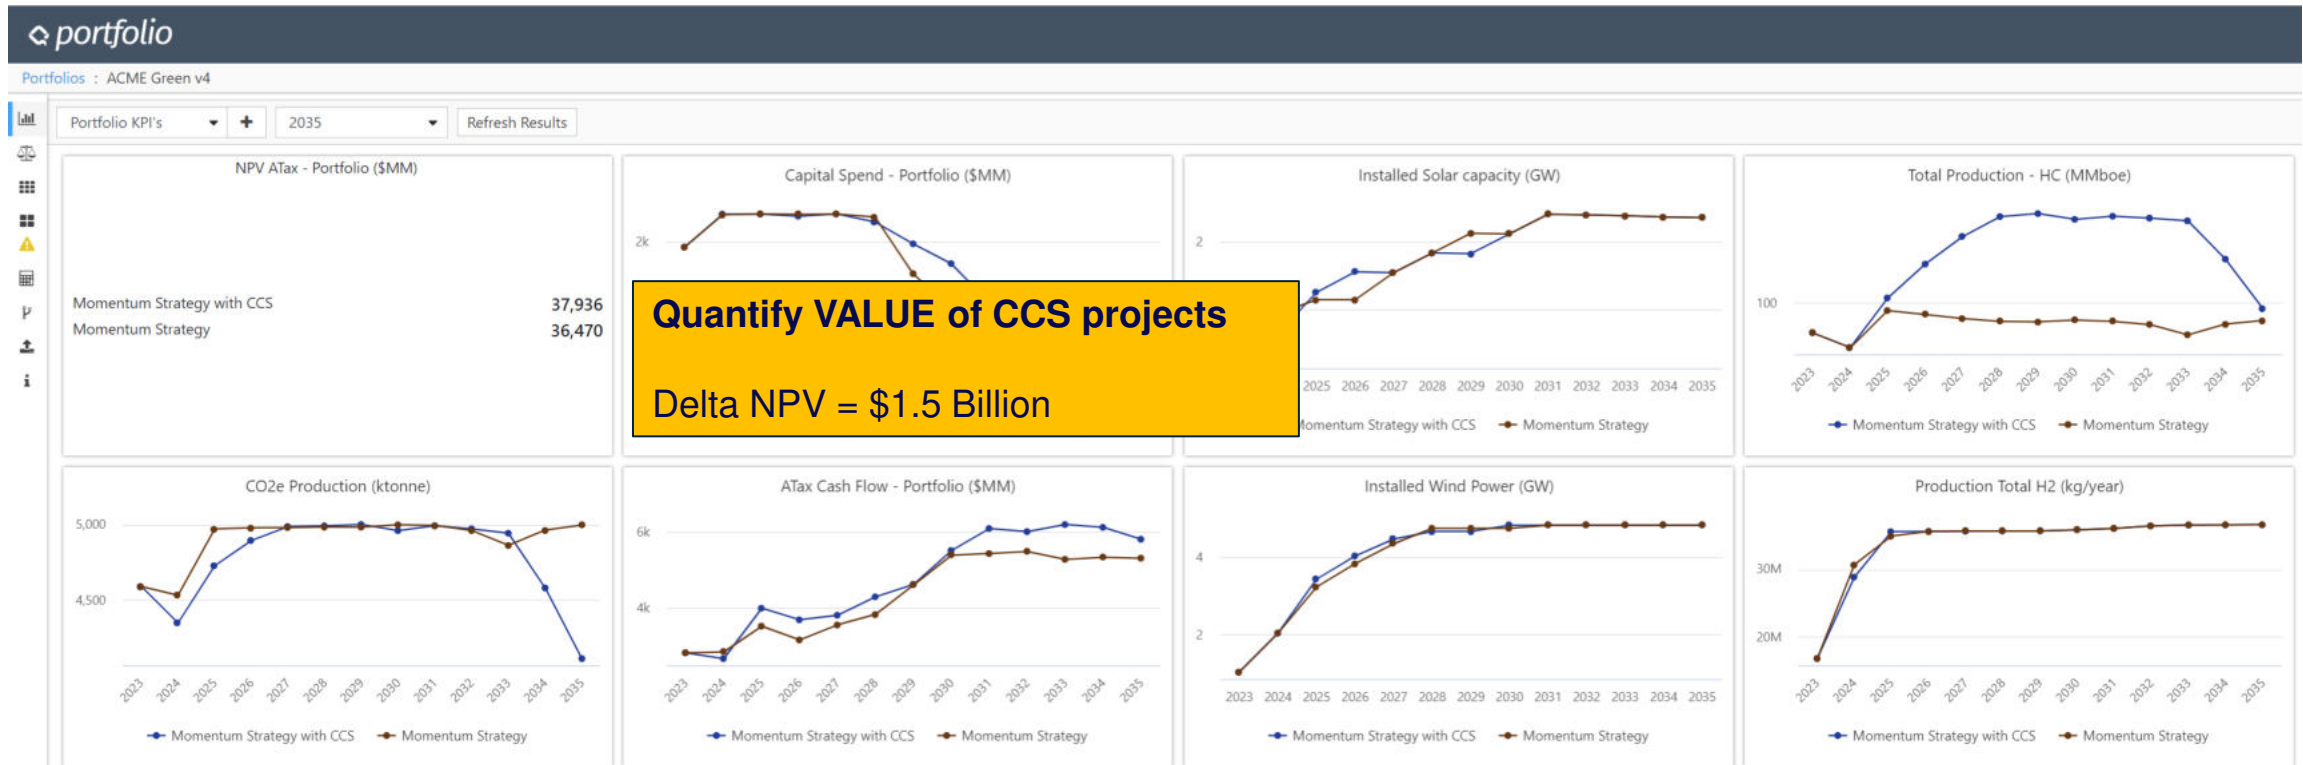 portfolio
Portfolios : ACME Green v4
Portfolio KPI's
2035
Refresh Results
NPV ATax - Portfolio ($MM)
Momentum Strategy with CCS 37,936
Momentum Strategy 36,470
Capital Spend - Portfolio ($MM)
2k
Installed Solar capacity (GW)
2
2025 2026 2027 2028 2029 2030 2031 2032 2033 2034 2035
Momentum Strategy with CCS Momentum Strategy
Total Production - HC (MMboe)
100
2023 2024 2025 2026 2027 2028 2029 2030 2031 2032 2033 2034 2035
Momentum Strategy with CCS Momentum Strategy
Quantify VALUE of CCS projects
Delta NPV = $1.5 Billion
CO2e Production (ktonne)
5,000
4,500
2023 2024 2025 2026 2027 2028 2029 2030 2031 2032 2033 2034 2035
Momentum Strategy with CCS Momentum Strategy
ATax Cash Flow - Portfolio ($MM)
6k
4k
2023 2024 2025 2026 2027 2028 2029 2030 2031 2032 2033 2034 2035
Momentum Strategy with CCS Momentum Strategy
Installed Wind Power (GW)
4
2
2023 2024 2025 2026 2027 2028 2029 2030 2031 2032 2033 2034 2035
Momentum Strategy with CCS Momentum Strategy
Production Total H2 (kg/year)
30M
20M
2023 2024 2025 2026 2027 2028 2029 2030 2031 2032 2033 2034 2035
Momentum Strategy with CCS Momentum Strategy